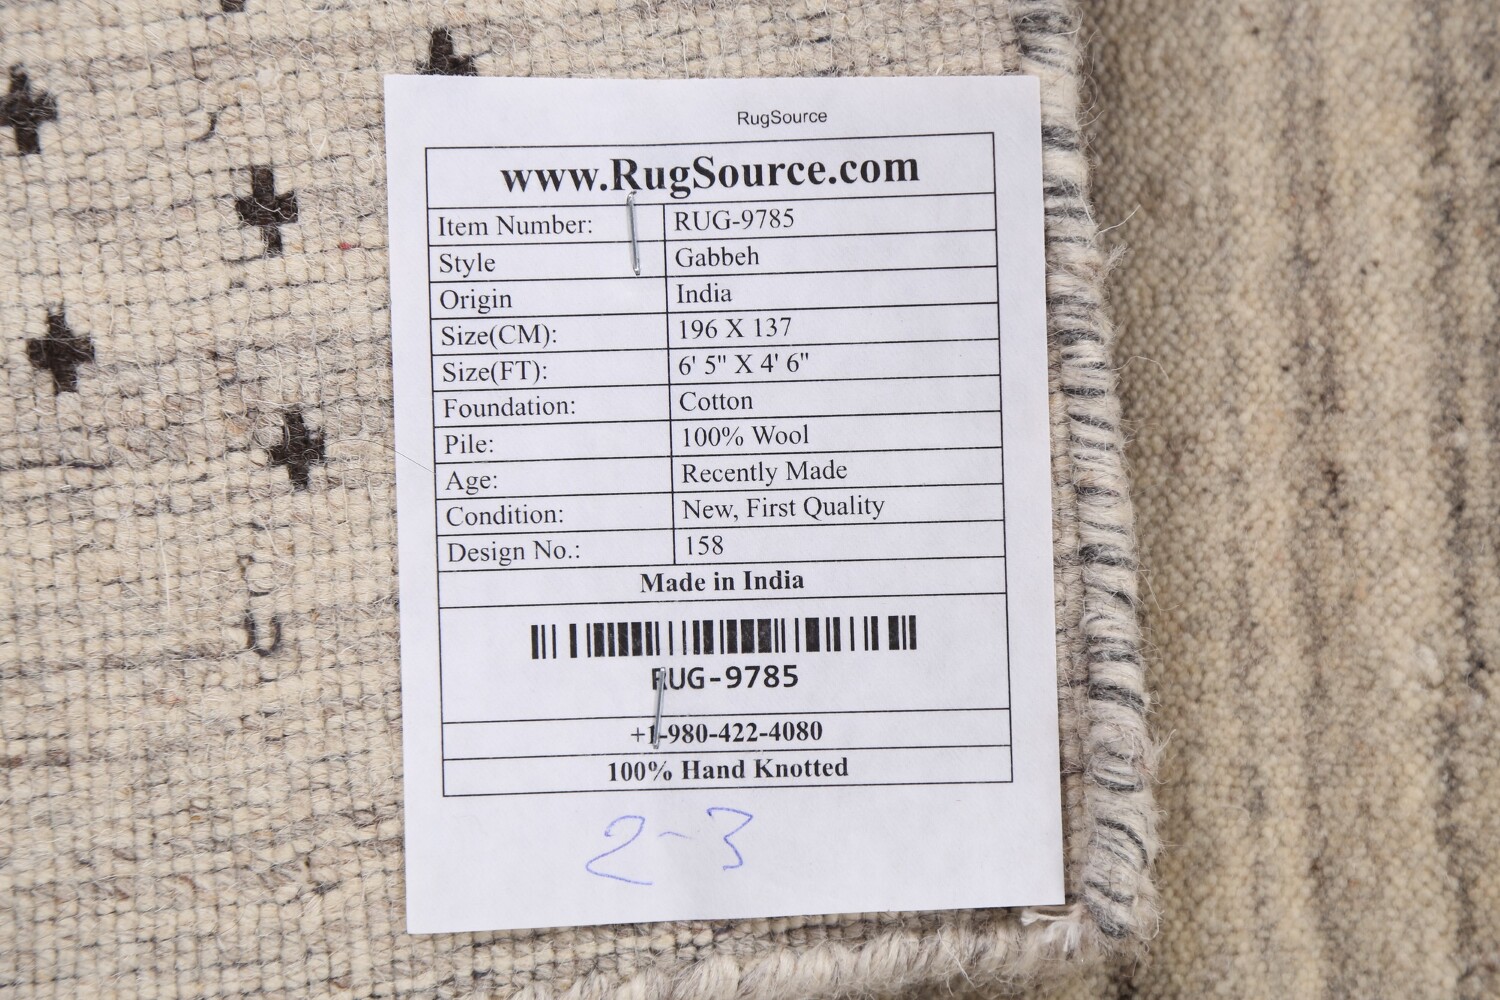 RugSource
www.RugSource.com
Item Number: RUG-9785
Style Gabbeh
Origin India
Size(CM): 196 X 137
Size(FT): 6' 5" X 4' 6"
Foundation: Cotton
Pile: 100% Wool
Age: Recently Made
Condition: New, First Quality
Design No.: 158
Made in India
RUG-9785
+1-980-422-4080
100% Hand Knotted
2-3